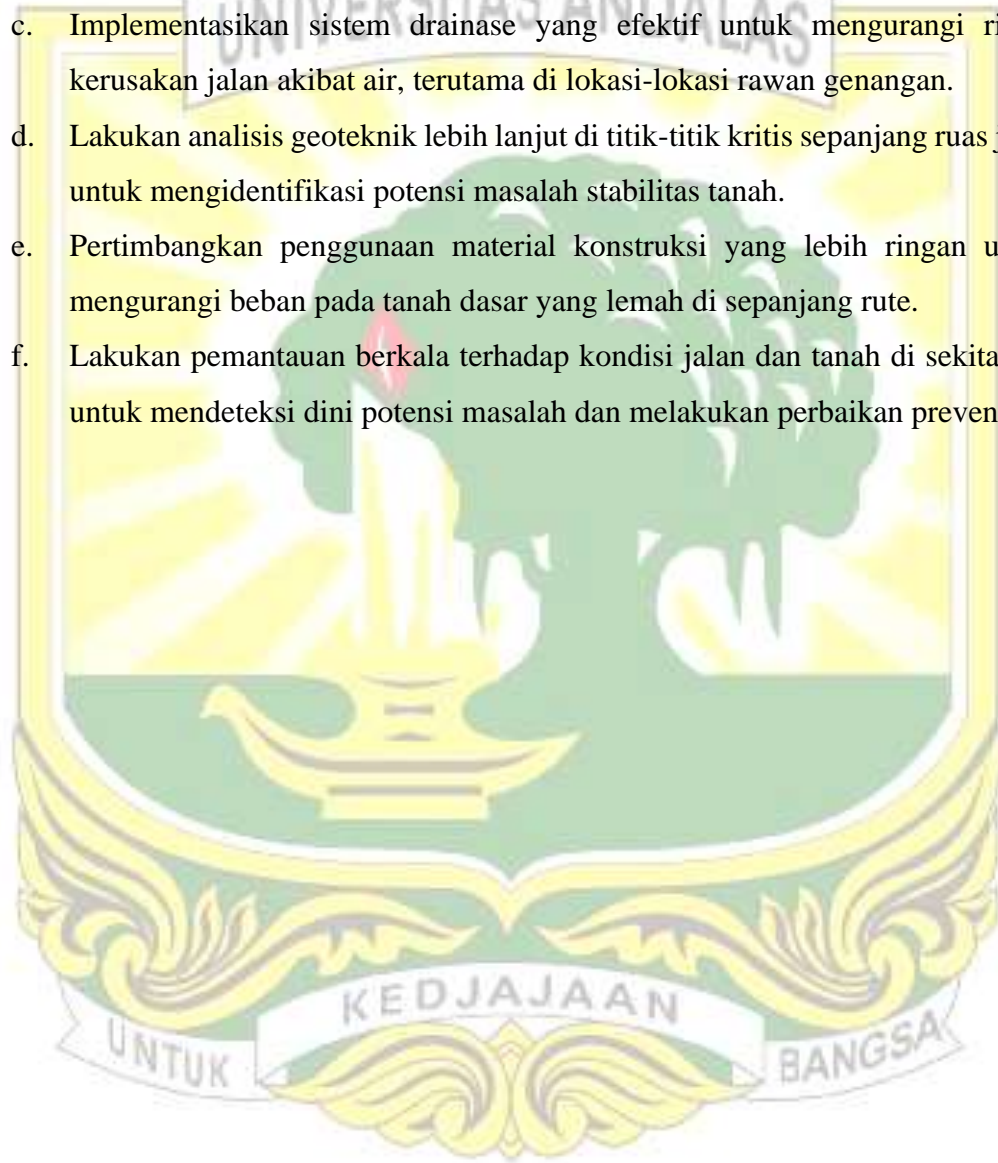 UNIVERSITAS ANDALAS
c. Implementasikan sistem drainase yang efektif untuk mengurangi
kerusakan jalan akibat air, terutama di lokasi-lokasi rawan genangan.
d. Lakukan analisis geoteknik lebih lanjut di titik-titik kritis sepanjang ruas
untuk mengidentifikasi potensi masalah stabilitas tanah.
e. Pertimbangkan penggunaan material konstruksi yang lebih ringan
mengurangi beban pada tanah dasar yang lemah di sepanjang rute.
f. Lakukan pemantauan berkala terhadap kondisi jalan dan tanah di
untuk mendeteksi dini potensi masalah dan melakukan perbaikan
KEDJAJAAN
UNTUK BANGSA